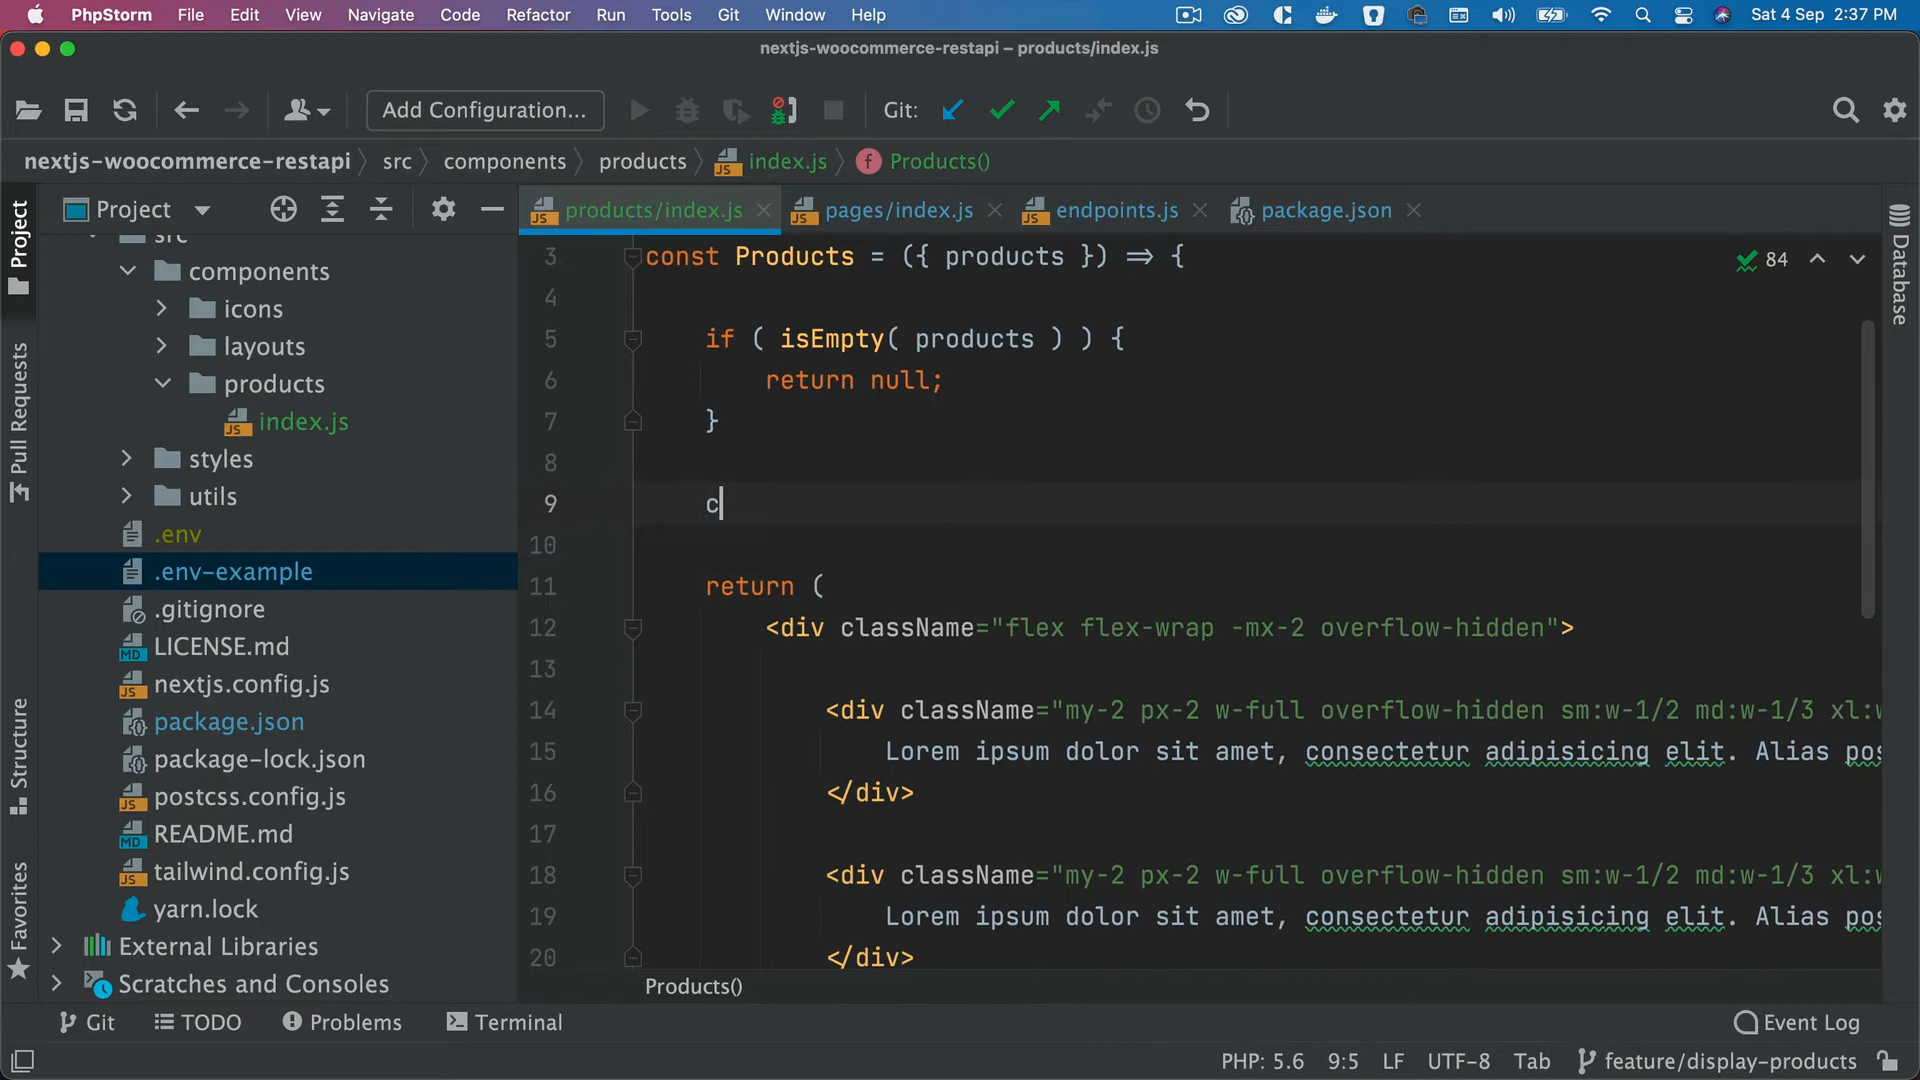 PhpStorm File Edit View Navigate Code Refactor Run Tools Git Window Help Sat 4 Sep 2:37 PM
nextjs-woocommerce-restapi – products/index.js
Add Configuration... Git:
nextjs-woocommerce-restapi src components products index.js Products()
Project products/index.js pages/index.js endpoints.js package.json
src
components
icons
layouts
products
index.js
styles
utils
.env
.env-example
.gitignore
LICENSE.md
nextjs.config.js
package.json
package-lock.json
postcss.config.js
README.md
tailwind.config.js
yarn.lock
External Libraries
Scratches and Consoles
Project
Pull Requests
Structure
Favorites
3 const Products = ({ products }) => {
84
4
5 if ( isEmpty( products ) ) {
6 return null;
7 }
8
9 c
10
11 return (
12 <div className="flex flex-wrap -mx-2 overflow-hidden">
13
14 <div className="my-2 px-2 w-full overflow-hidden sm:w-1/2 md:w-1/3 xl:w
15 Lorem ipsum dolor sit amet, consectetur adipisicing elit. Alias pos
16 </div>
17
18 <div className="my-2 px-2 w-full overflow-hidden sm:w-1/2 md:w-1/3 xl:w
19 Lorem ipsum dolor sit amet, consectetur adipisicing elit. Alias pos
20 </div>
Products()
Database
Git TODO Problems Terminal Event Log
PHP: 5.6 9:5 LF UTF-8 Tab feature/display-products